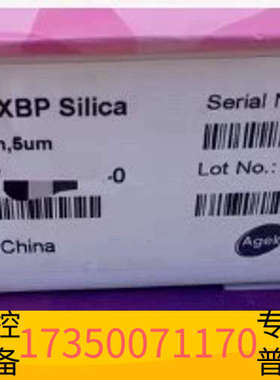 XBP Silica
Serial N
,5um
-0
Lot No.:
China
Agel
控
备
17350071170
专
普